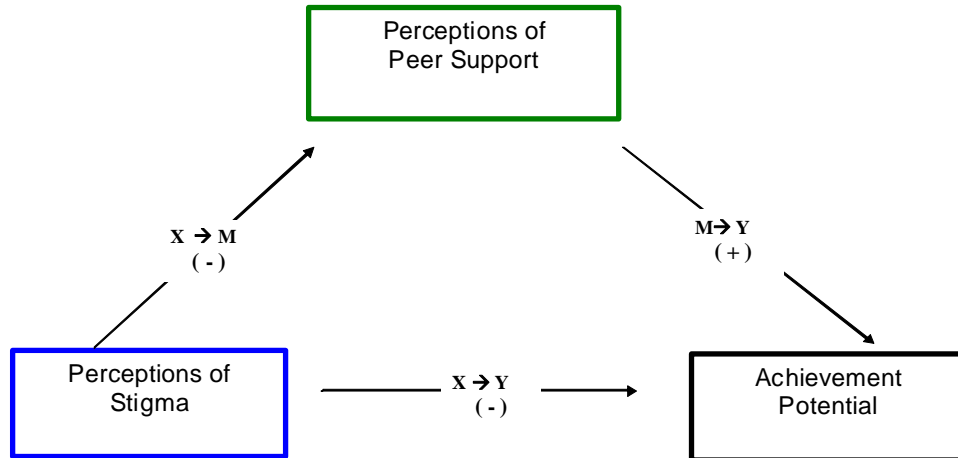 Perceptions of
Peer Support
X → M
( - )
M→ Y
( + )
Perceptions of
Stigma
X → Y
( - )
Achievement
Potential